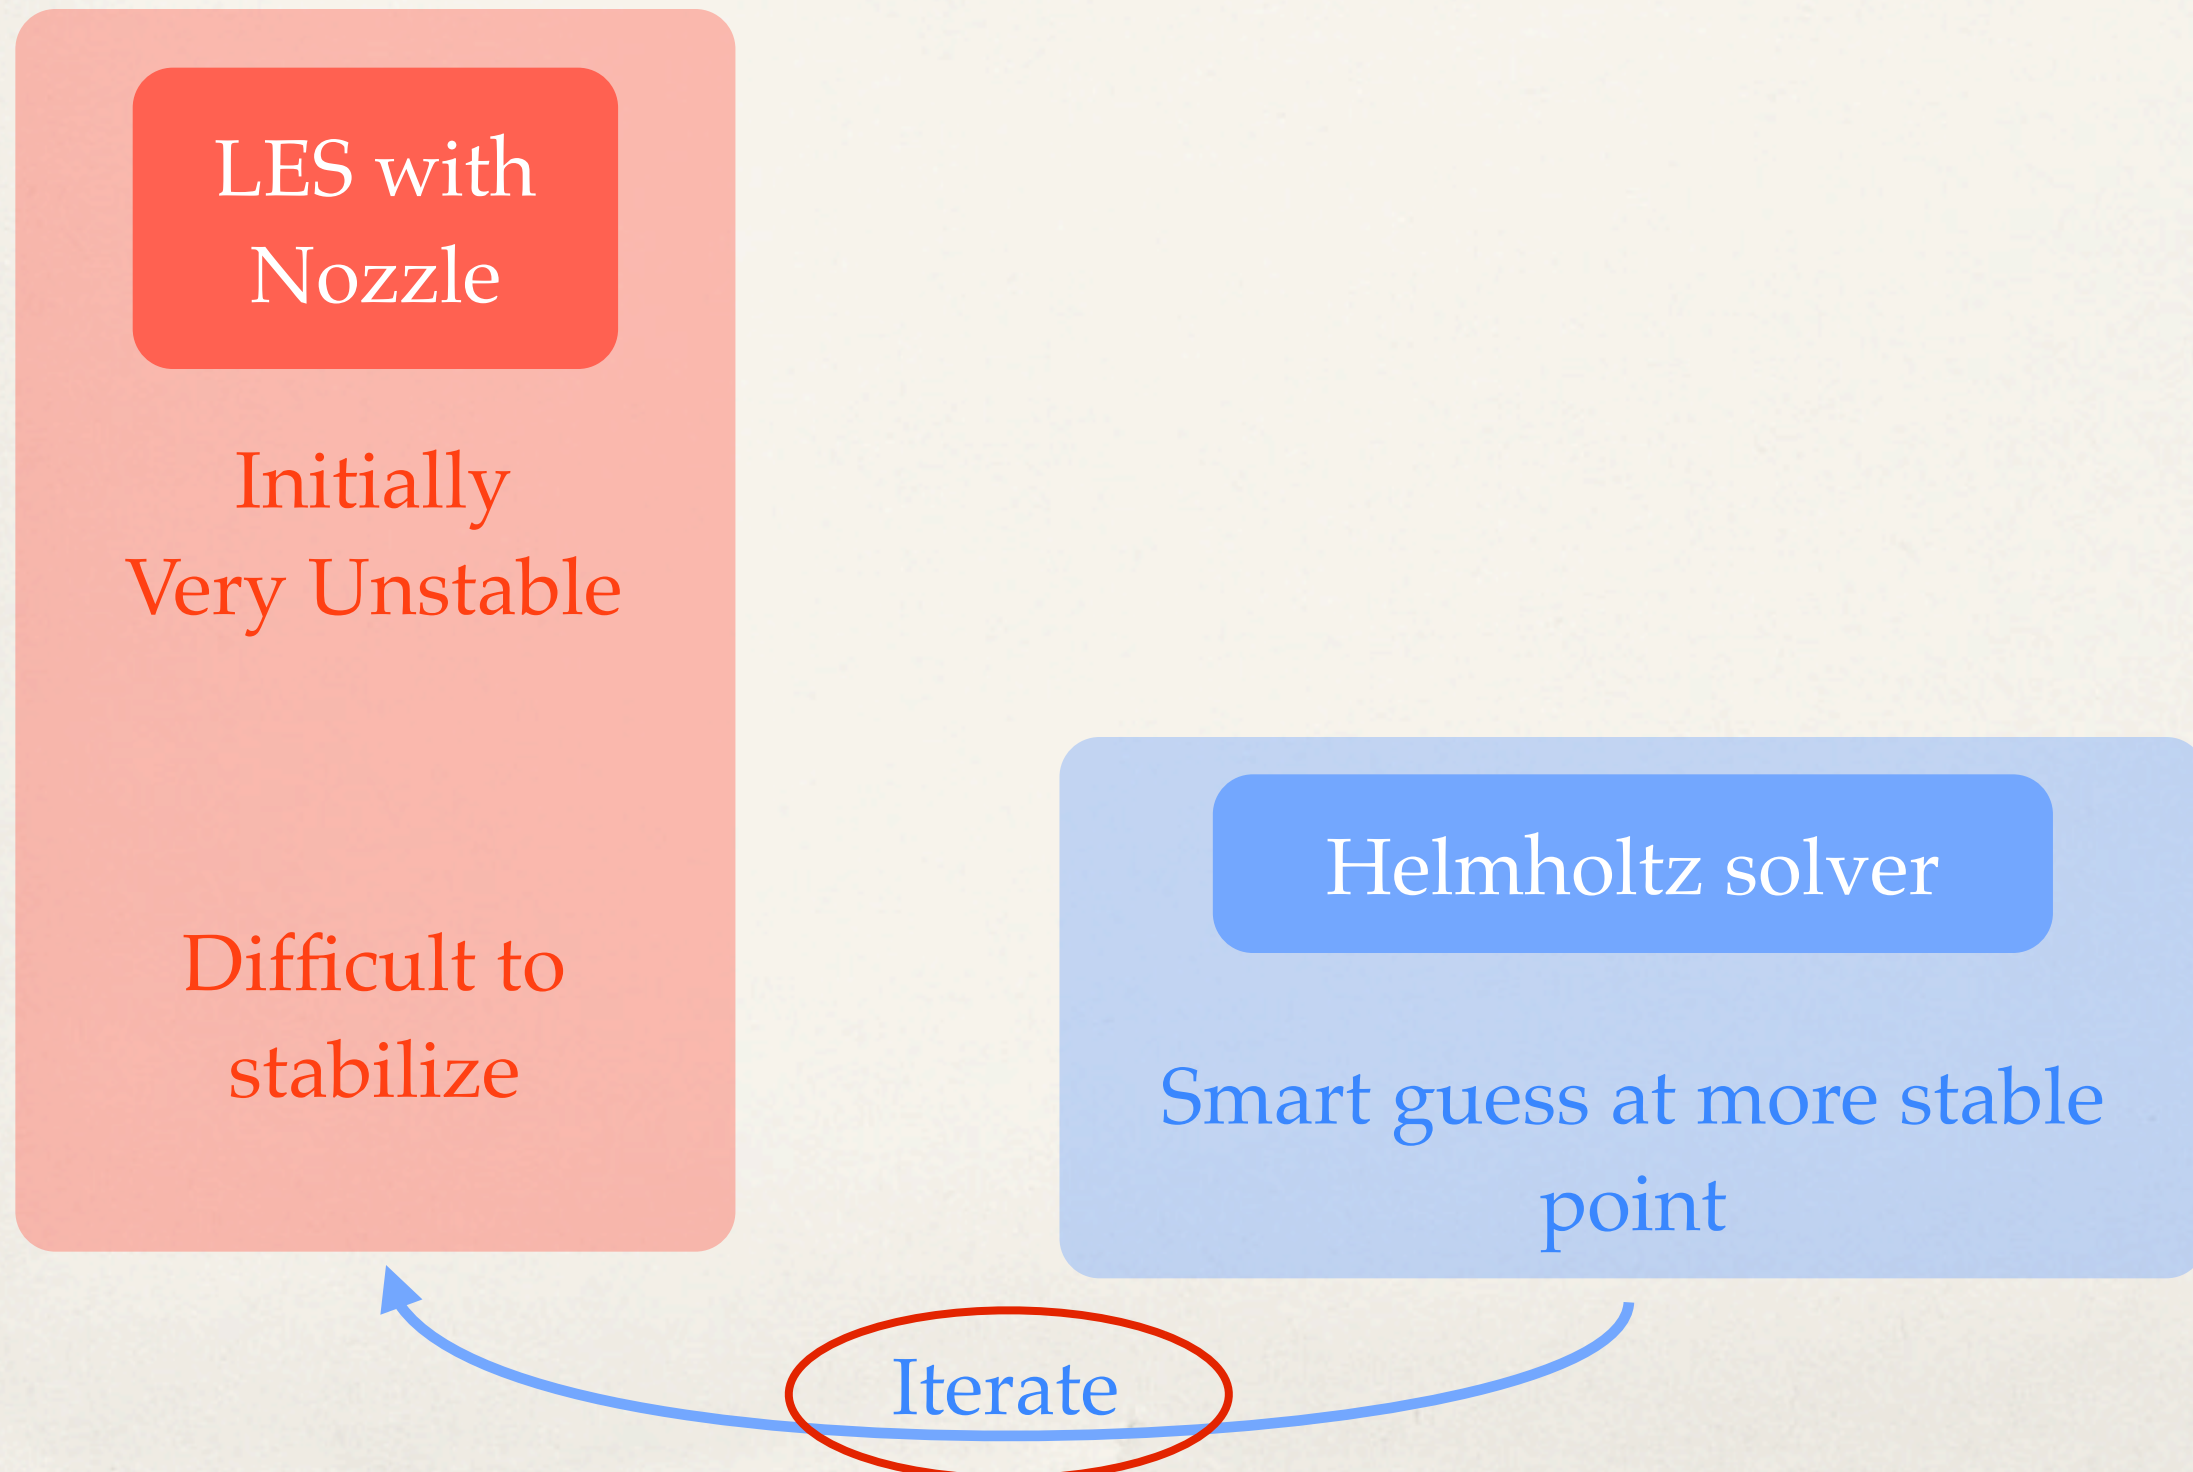 LES with
Nozzle
Initially
Very Unstable
Difficult to
stabilize
Helmholtz solver
Smart guess at more stable
point
Iterate